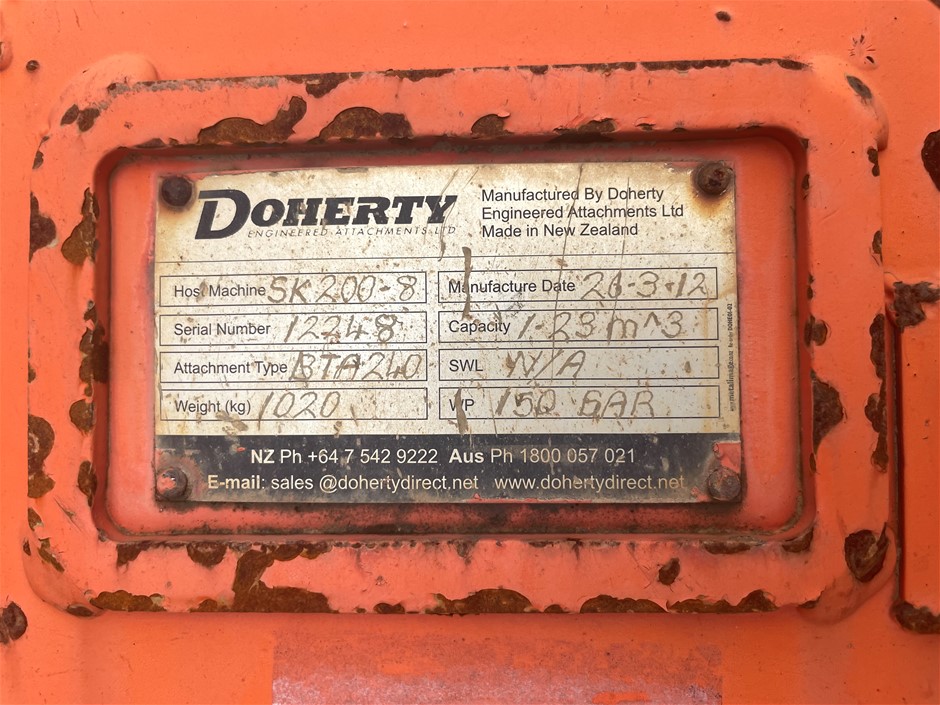 DOHERTY
ENGINEERED ATTACHMENTS LTD
Manufactured By Doherty
Engineered Attachments Ltd
Made in New Zealand
Host Machine SK200-8
Manufacture Date 26-3-12
Serial Number 12248
Capacity 1.23m^3
Attachment Type BTA240
SWL N/A
Weight (kg) 1020
WP 150 BAR
NZ Ph +64 7 542 9222 Aus Ph 1800 057 021
E-mail: sales @dohertydirect.net www.dohertydirect.net